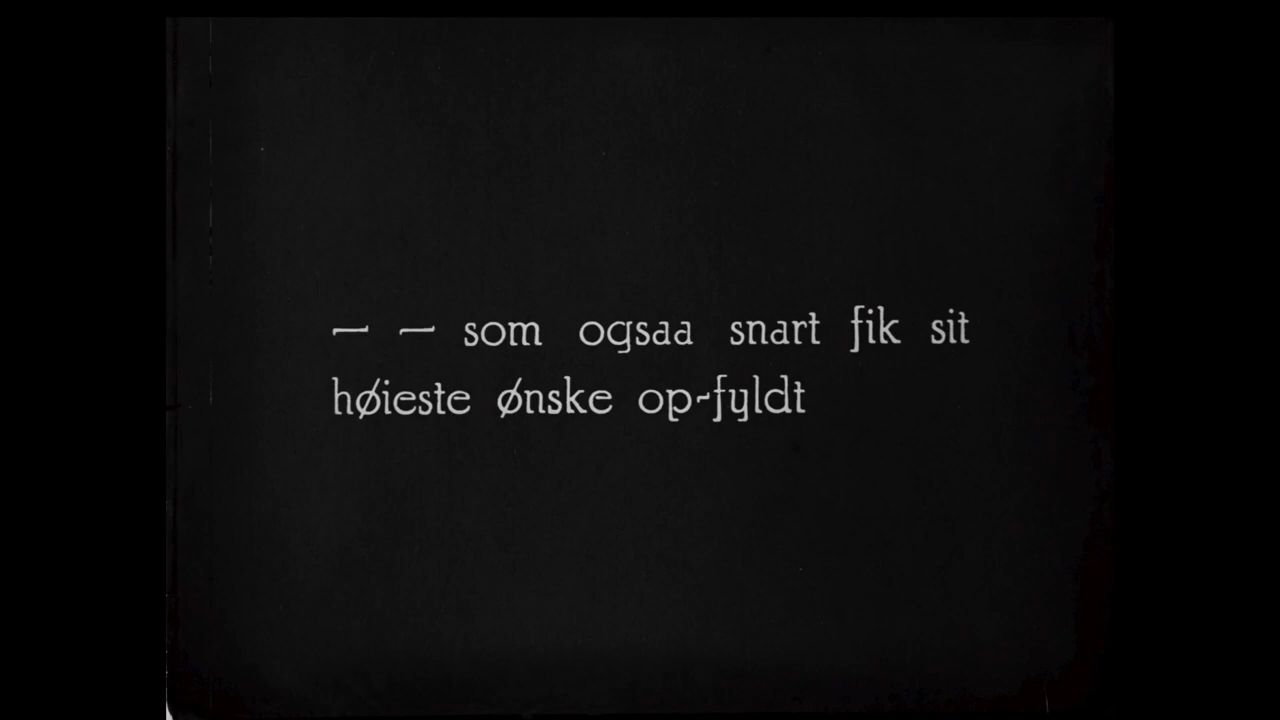 — — som ogsaa snart fik sit
høieste ønske op-fyldt